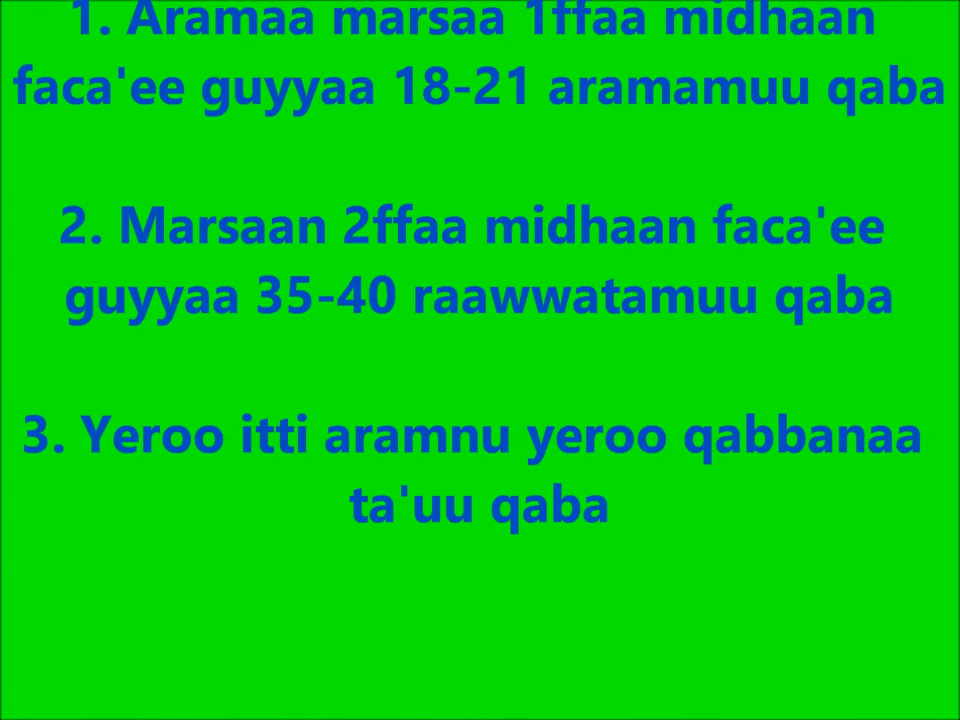 1. Aramaa marsaa 1ffaa midhaan
faca'ee guyyaa 18-21 aramamuu qaba
2. Marsaan 2ffaa midhaan faca'ee
guyyaa 35-40 raawwatamuu qaba
3. Yeroo itti aramnu yeroo qabbanaa
ta'uu qaba